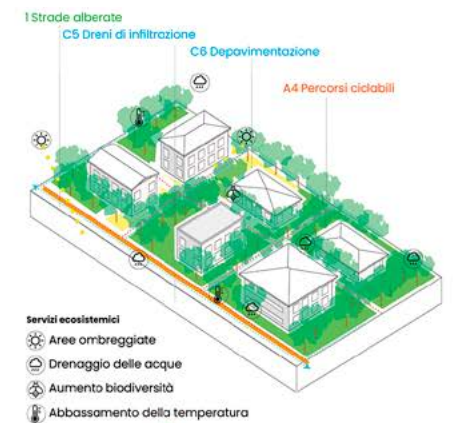 1 Strade alberate
C5 Dreni di infiltrazione
C6 Depavimentazione
A4 Percorsi ciclabili
Servizi ecosistemici
Aree ombreggiate
Drenaggio delle acque
Aumento biodiversità
Abbassamento della temperatura